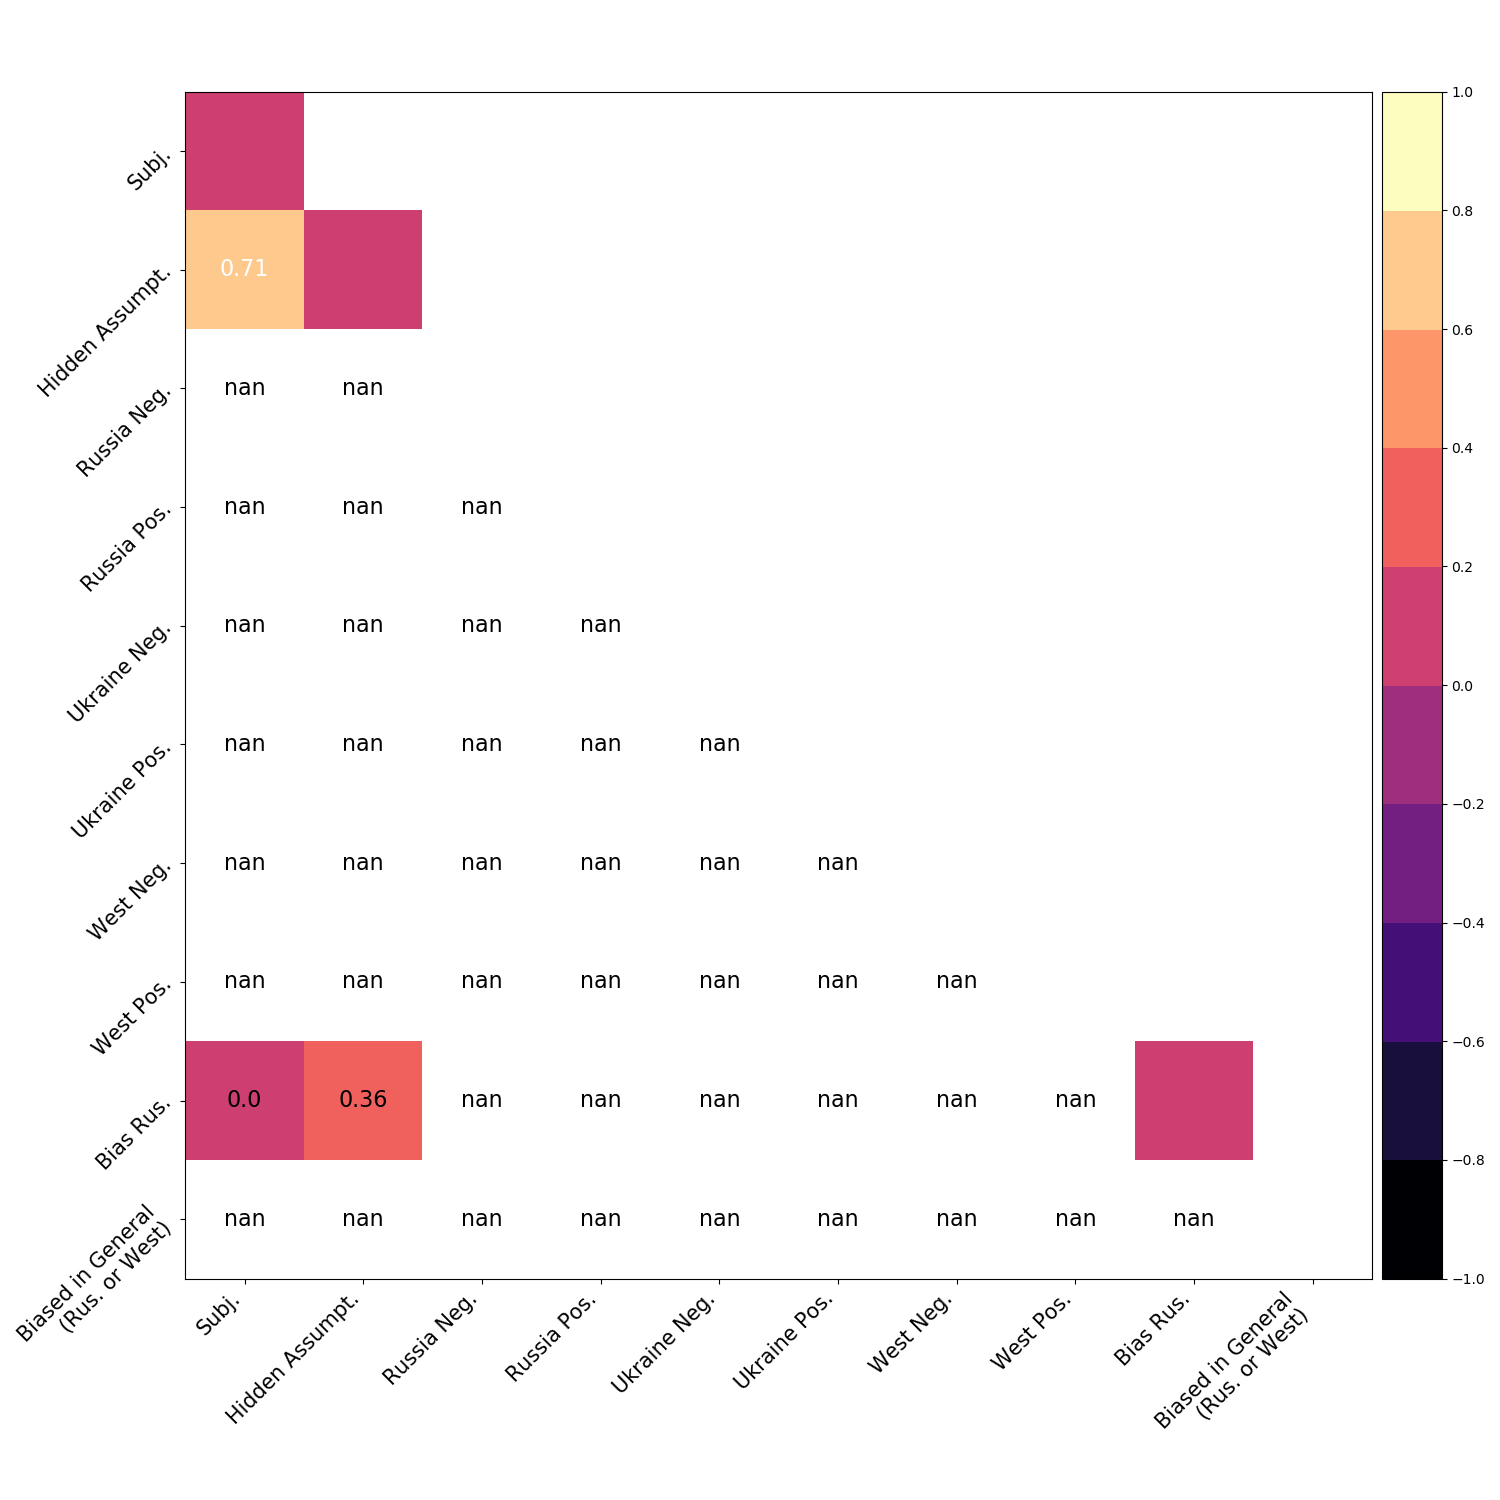 1.0
Subj.
0.8
Hidden Assumpt.
0.71
0.6
Russia Neg.
nan nan
0.4
Russia Pos.
nan nan nan
0.2
Ukraine Neg.
nan nan nan nan
0.0
Ukraine Pos.
nan nan nan nan nan
−0.2
West Neg.
nan nan nan nan nan nan
−0.4
West Pos.
nan nan nan nan nan nan nan
−0.6
Bias Rus.
0.0 0.36 nan nan nan nan nan nan
−0.8
Biased in General
(Rus. or West)
nan nan nan nan nan nan nan nan nan
−1.0
Subj.
Hidden Assumpt.
Russia Neg.
Russia Pos.
Ukraine Neg.
Ukraine Pos.
West Neg.
West Pos.
Bias Rus.
Biased in General
(Rus. or West)